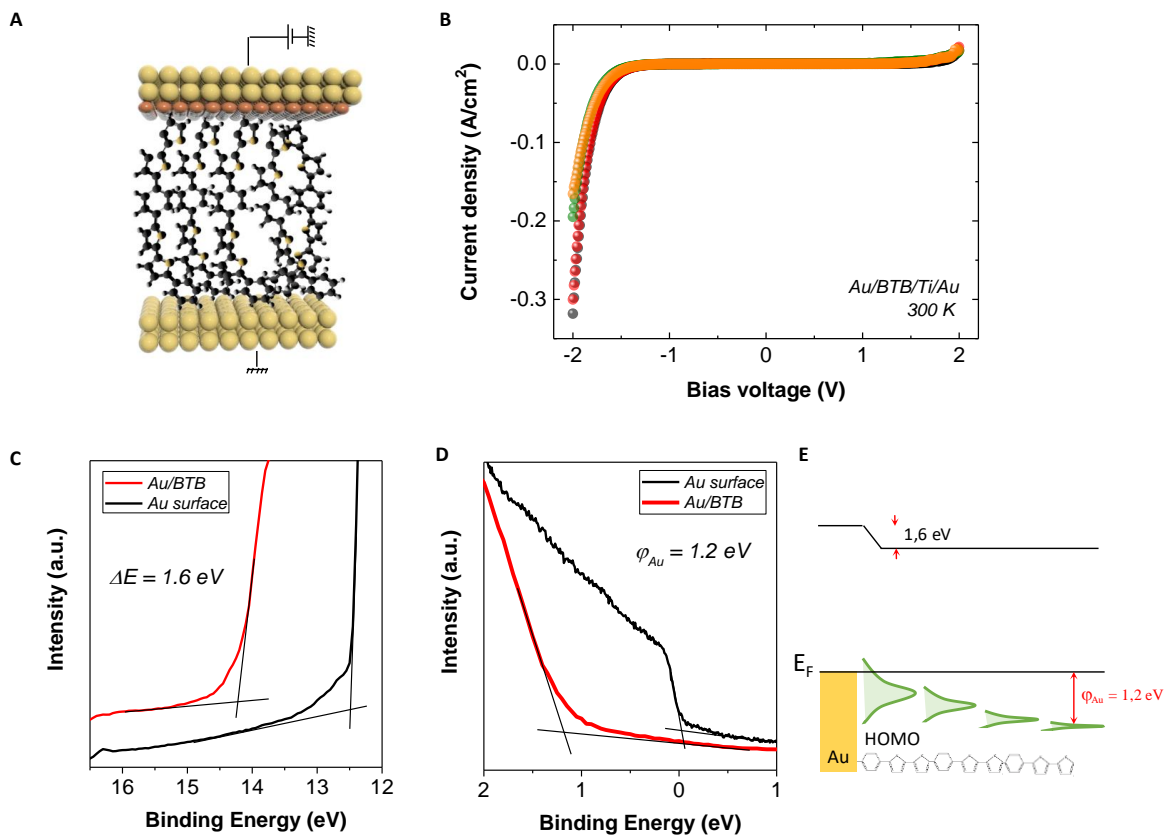 A
B
0.0
-0.1
-0.2
-0.3
Current density (A/cm²)
Au/BTB/Ti/Au
300 K
-2
-1
0
1
2
Bias voltage (V)
C
Au/BTB
Au surface
ΔE = 1.6 eV
Intensity (a.u.)
16
15
14
13
12
Binding Energy (eV)
D
Au surface
Au/BTB
φAu = 1.2 eV
Intensity (a.u.)
2
1
0
1
Binding Energy (eV)
E
1,6 eV
EF
φAu = 1,2 eV
HOMO
Au